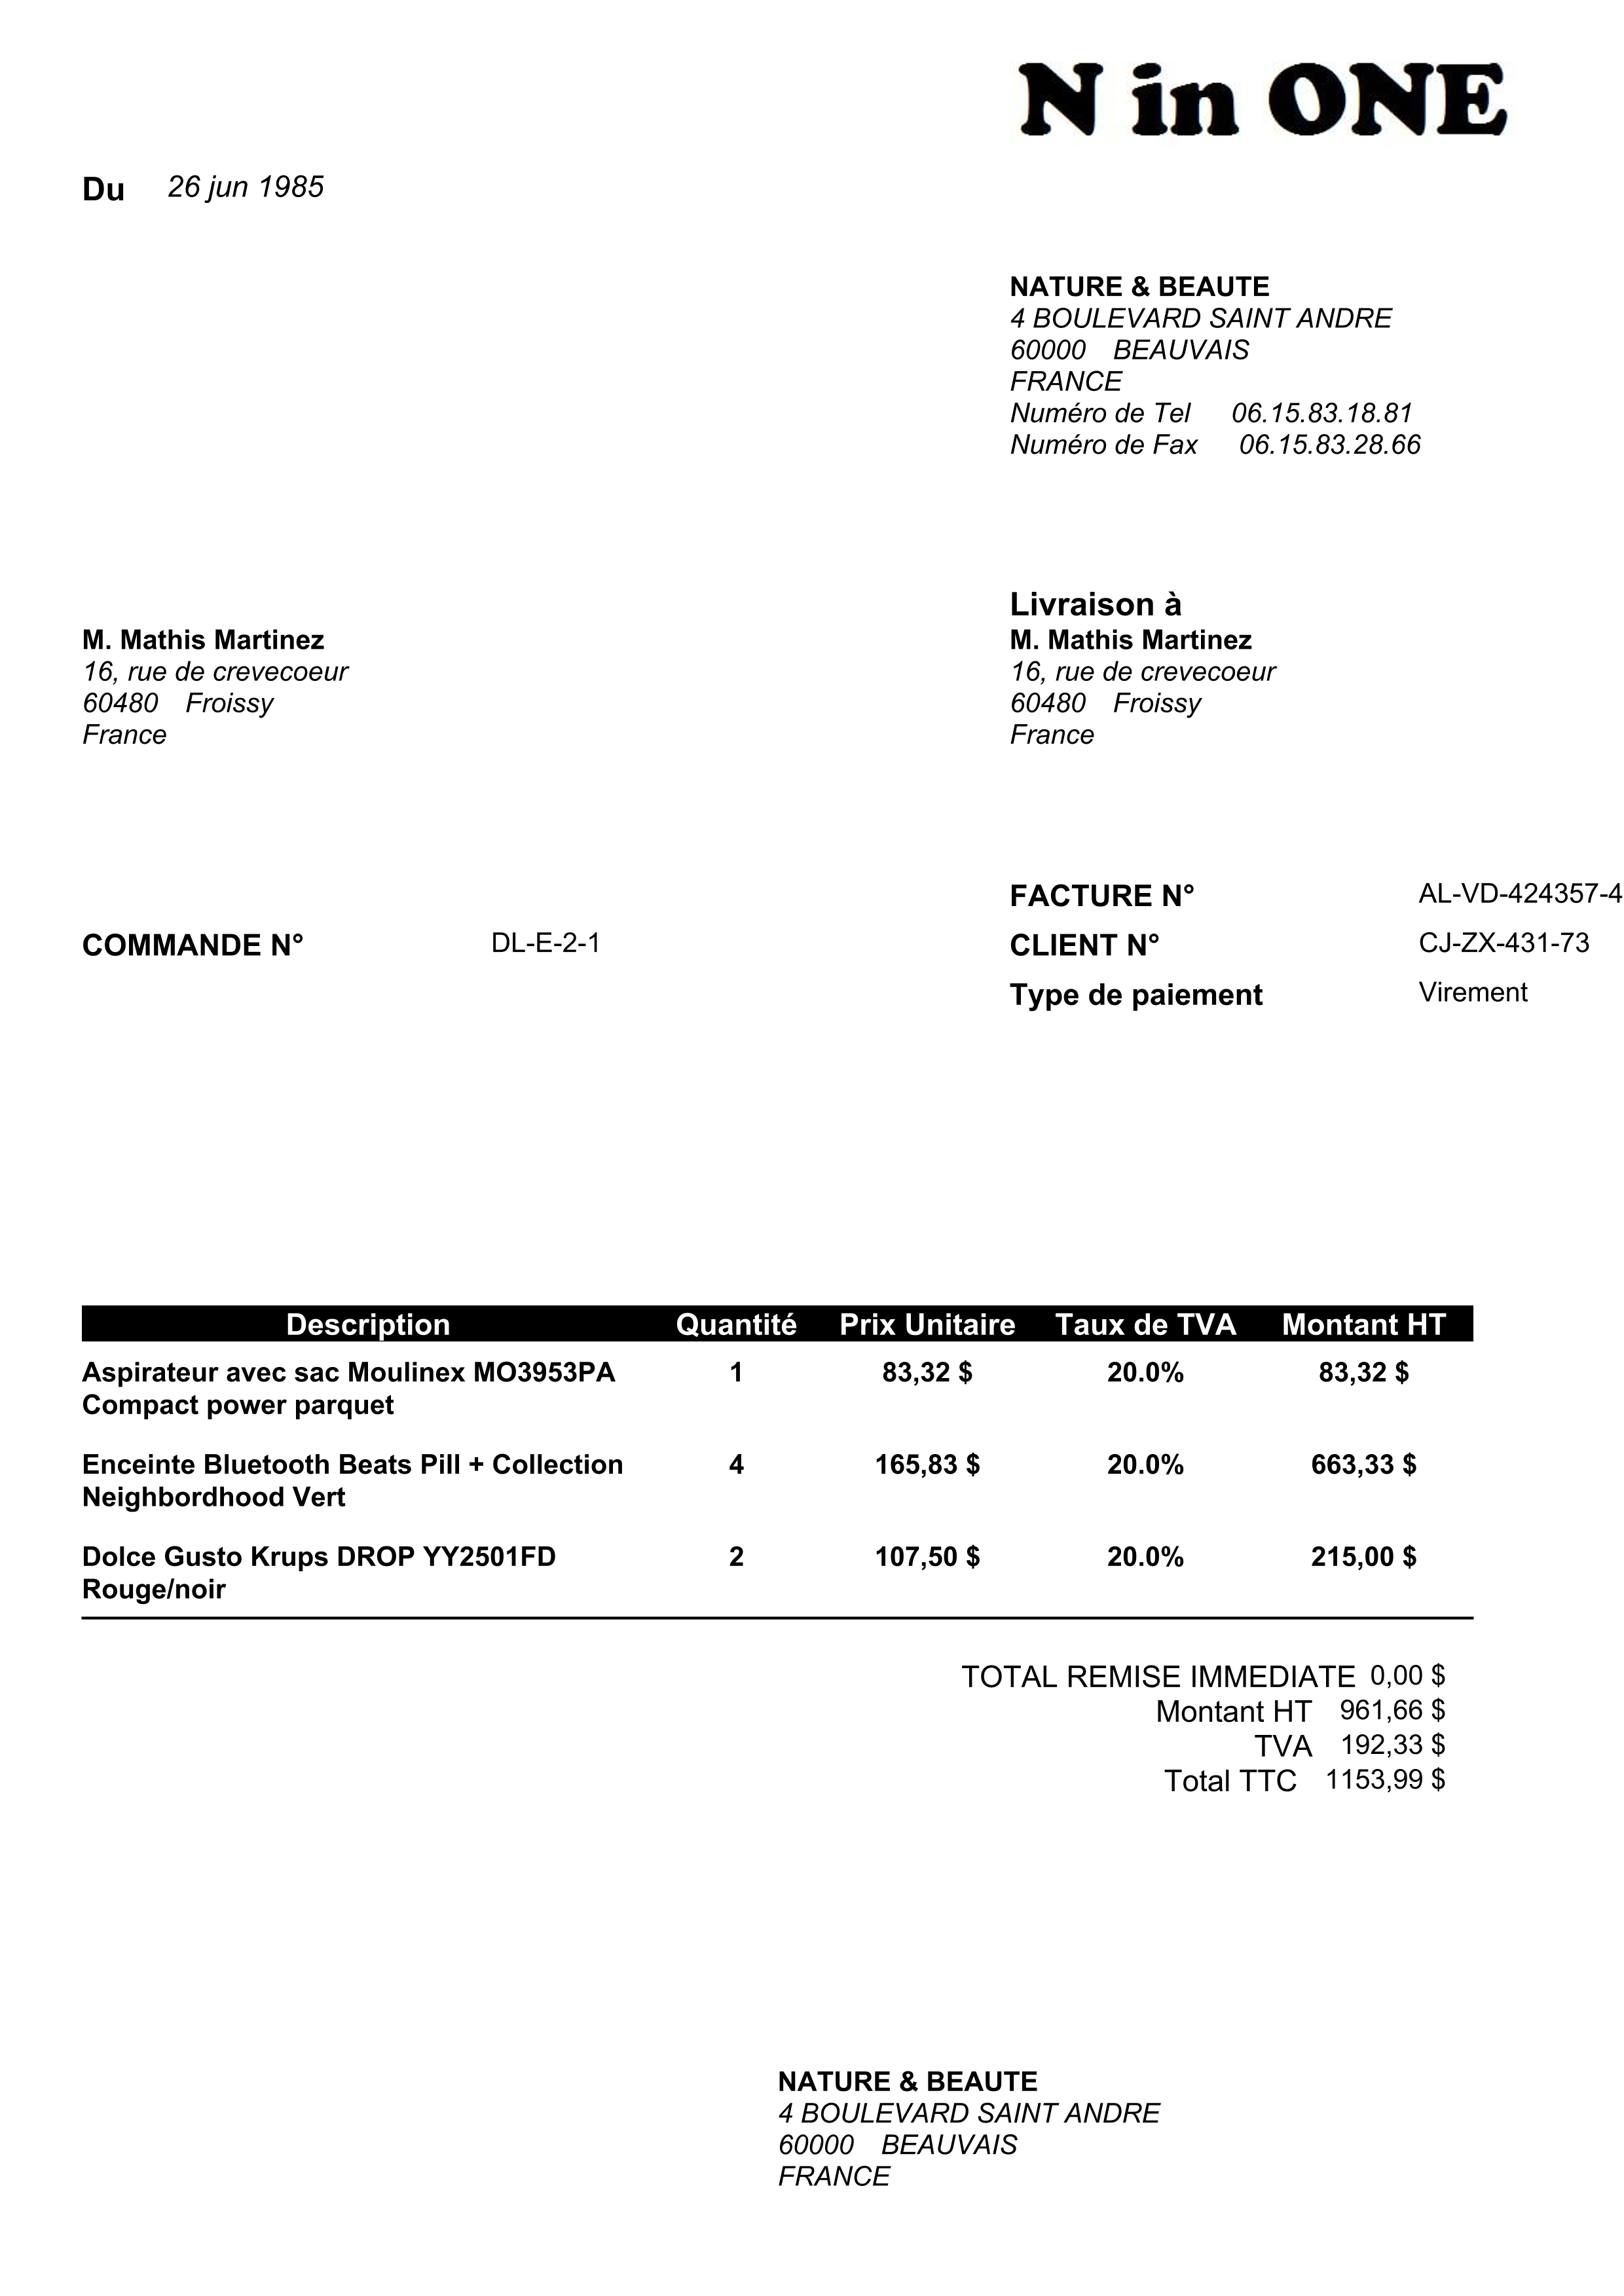 N in ONE
Du 26 jun 1985
NATURE & BEAUTE
4 BOULEVARD SAINT ANDRE
60000 BEAUVAIS
FRANCE
Numéro de Tel 06.15.83.18.81
Numéro de Fax 06.15.83.28.66
M. Mathis Martinez
16, rue de crevecoeur
60480 Froissy
France
Livraison à
M. Mathis Martinez
16, rue de crevecoeur
60480 Froissy
France
COMMANDE N° DL-E-2-1
FACTURE N° AL-VD-424357-4
CLIENT N° CJ-ZX-431-73
Type de paiement Virement
Description Quantité Prix Unitaire Taux de TVA Montant HT
Aspirateur avec sac Moulinex MO3953PA 1 83,32 $ 20.0% 83,32 $
Compact power parquet
Enceinte Bluetooth Beats Pill + Collection 4 165,83 $ 20.0% 663,33 $
Neighbordhood Vert
Dolce Gusto Krups DROP YY2501FD 2 107,50 $ 20.0% 215,00 $
Rouge/noir
TOTAL REMISE IMMEDIATE 0,00 $
Montant HT 961,66 $
TVA 192,33 $
Total TTC 1153,99 $
NATURE & BEAUTE
4 BOULEVARD SAINT ANDRE
60000 BEAUVAIS
FRANCE